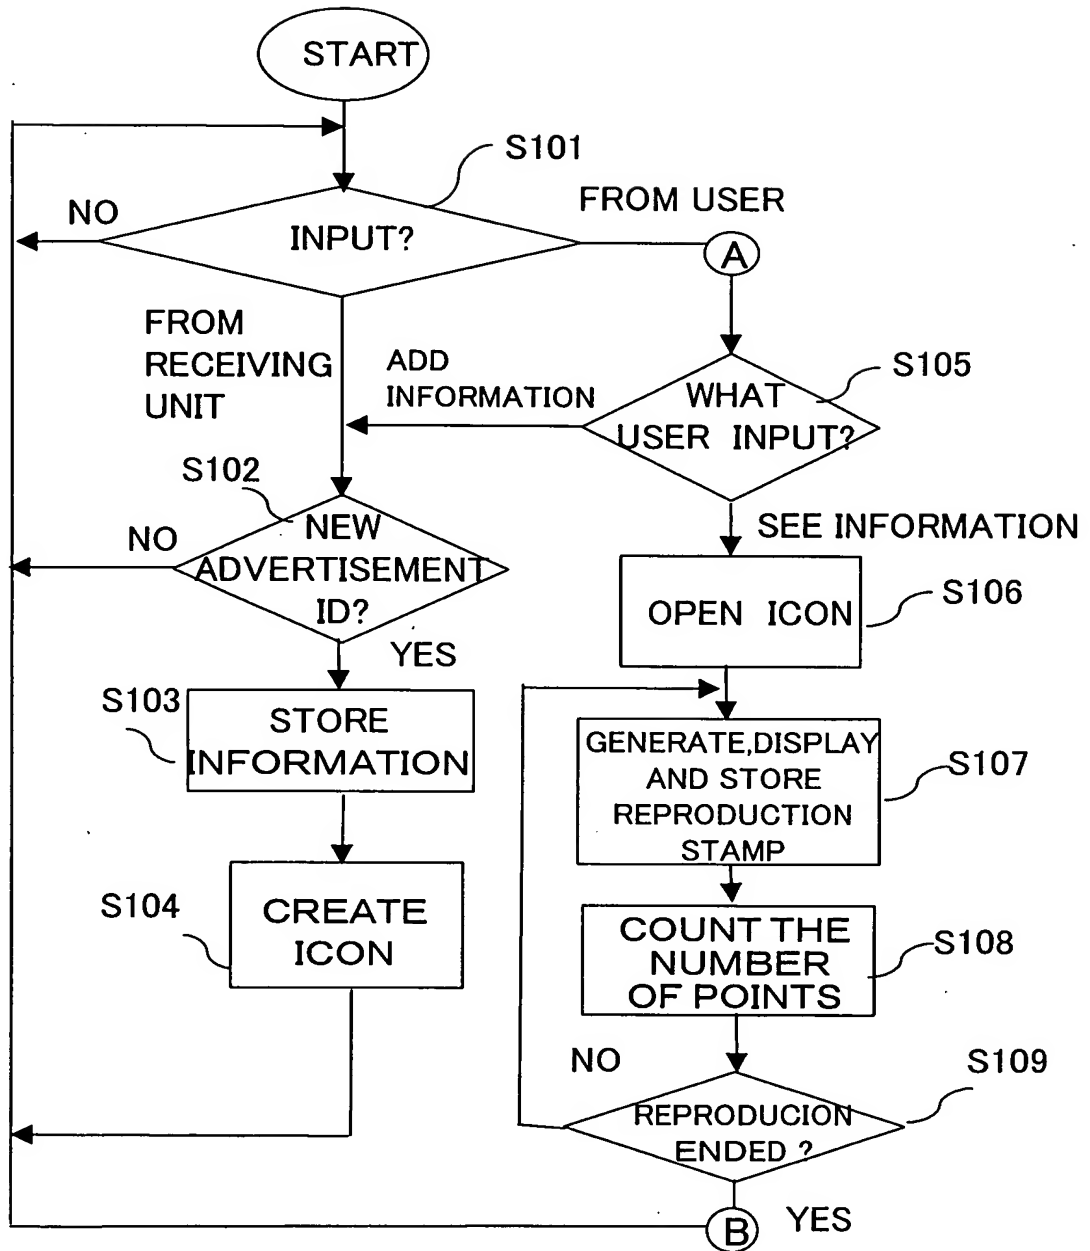 START
S101
NO
INPUT?
FROM USER
A
FROM
RECEIVING
UNIT
ADD
INFORMATION
S105
WHAT
USER INPUT?
S102
NO
NEW
ADVERTISEMENT
ID?
YES
SEE INFORMATION
S106
OPEN ICON
S103
STORE
INFORMATION
S107
GENERATE,DISPLAY
AND STORE
REPRODUCTION
STAMP
S104
CREATE
ICON
S108
COUNT THE
NUMBER
OF POINTS
NO
S109
REPRODUCION
ENDED ?
YES
B